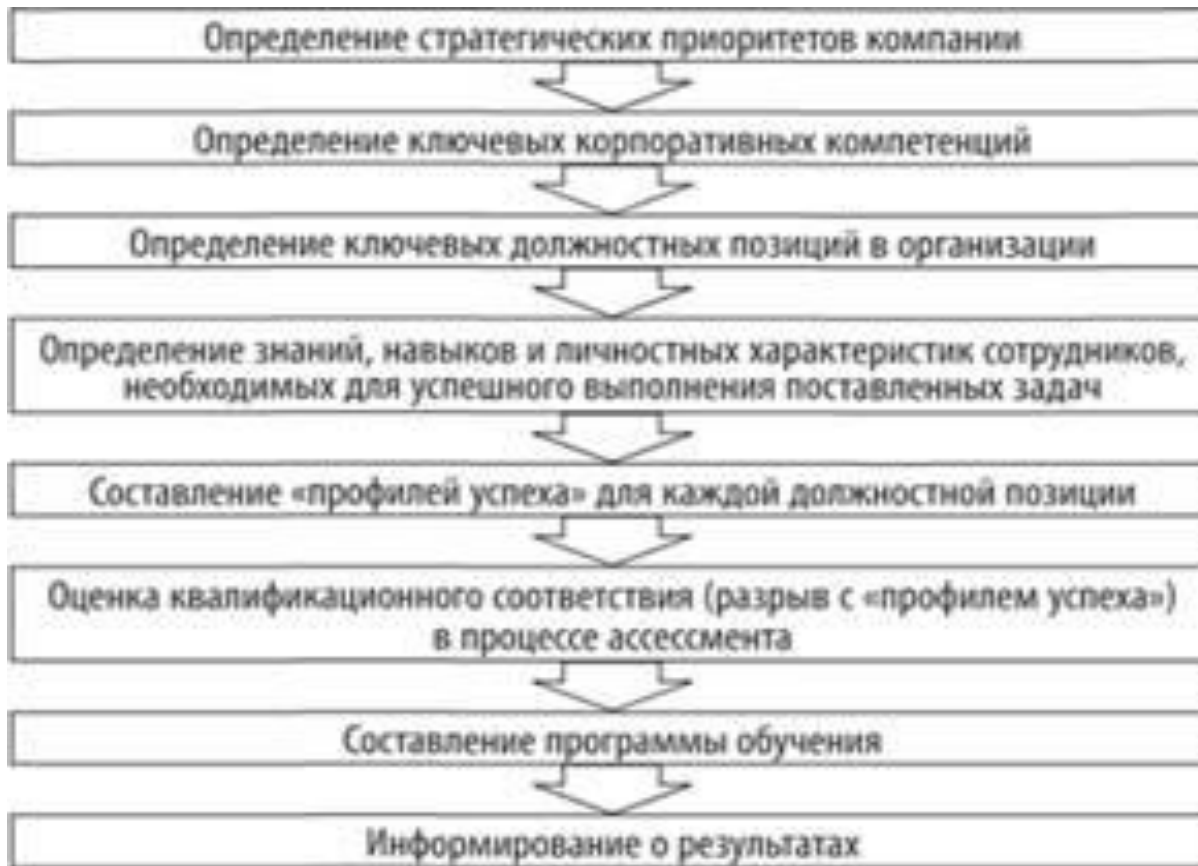 Определение стратегических приоритетов компании
Определение ключевых корпоративных компетенций
Определение ключевых должностных позиций в организации
Определение знаний, навыков и личностных характеристик сотрудников,
необходимых для успешного выполнения поставленных задач
Составление «профилей успеха» для каждой должностной позиции
Оценка квалификационного соответствия (разрыв с «профилем успеха»)
в процессе ассессмента
Составление программы обучения
Информирование о результатах